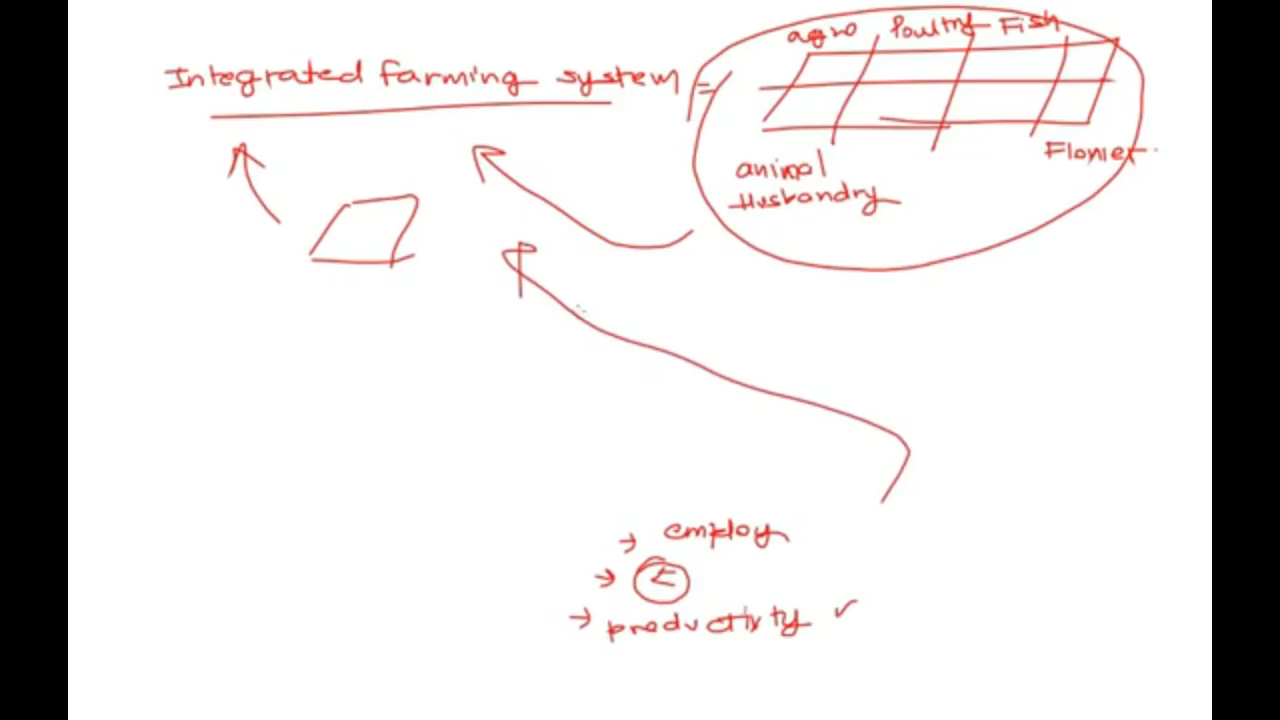 agro Poultry Fish
Integrated farming system =
Flower
animal
Husbandry
→ employ
→ E
→ productivity ✓